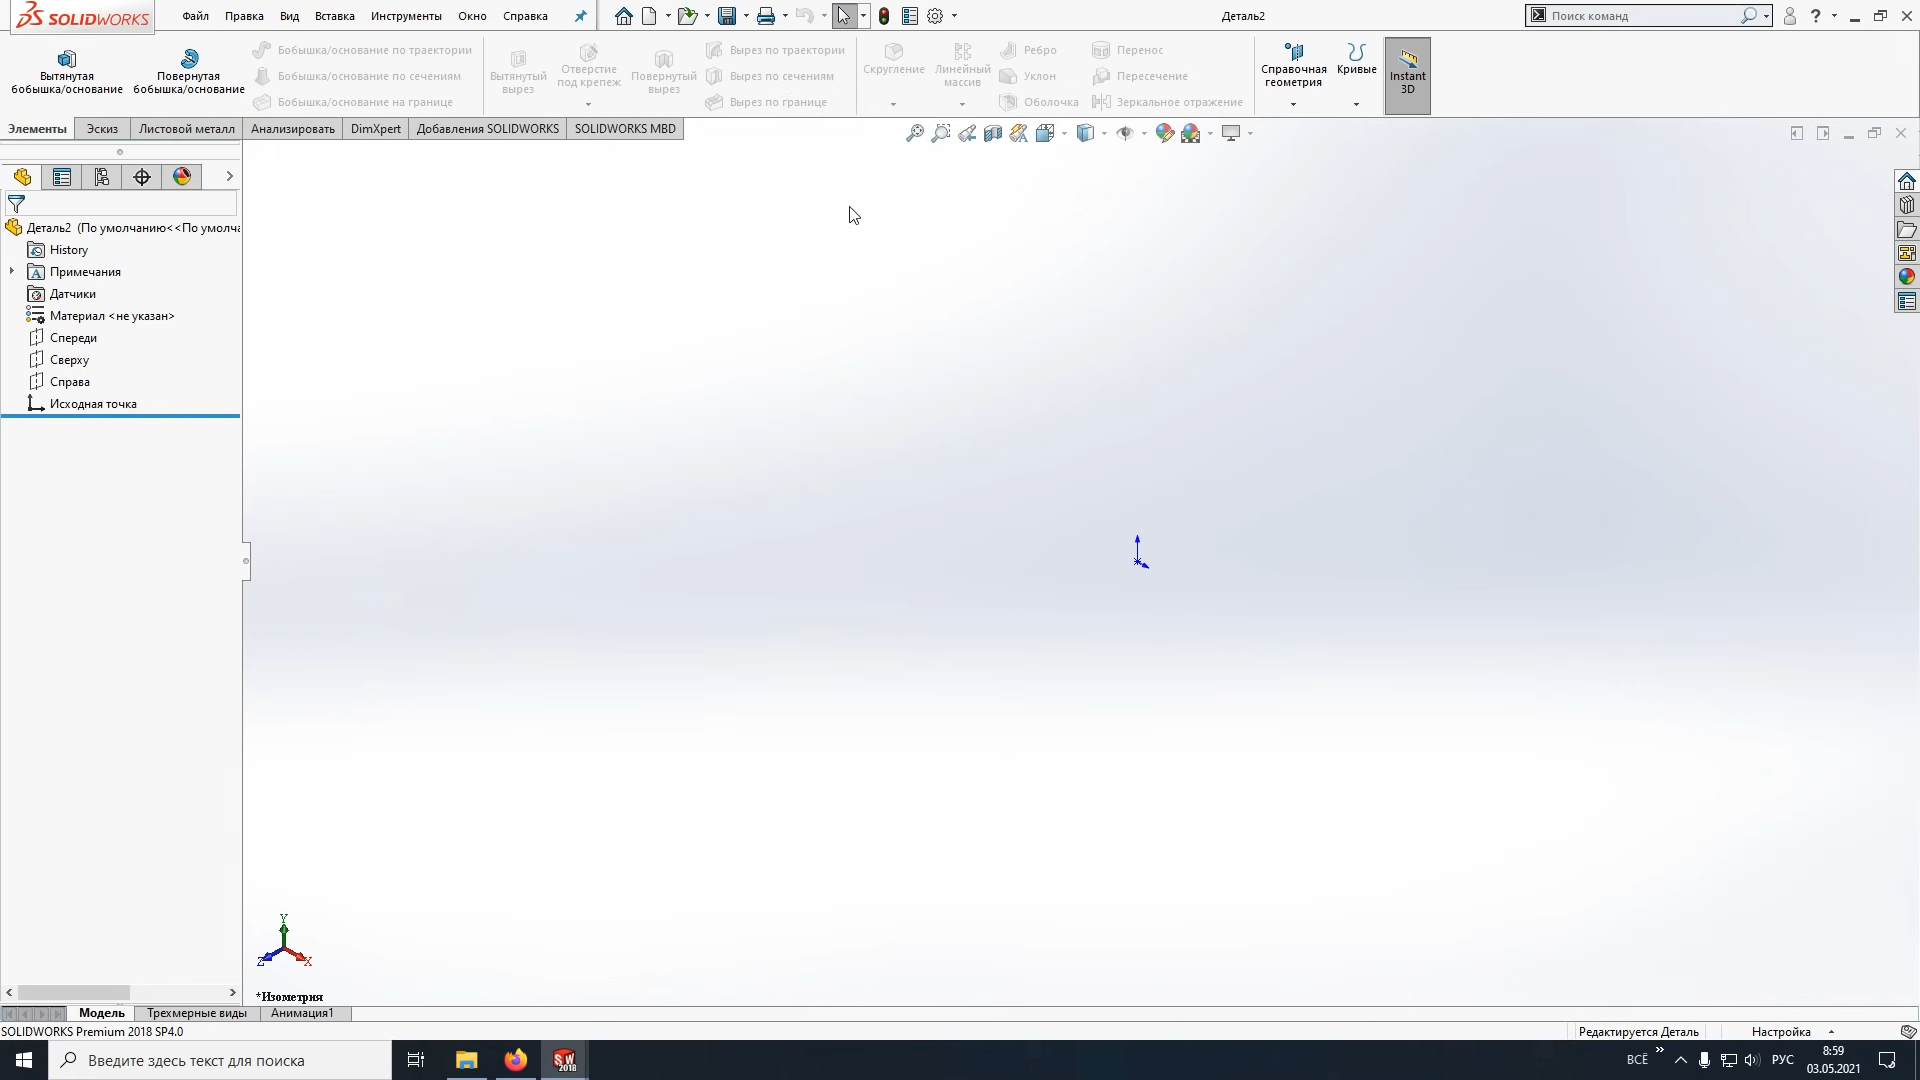 SOLIDWORKS
Файл Правка Вид Вставка Инструменты Окно Справка
Деталь2
Поиск команд
Вытянутая бобышка/основание
Повернутая бобышка/основание
Бобышка/основание по траектории
Бобышка/основание по сечениям
Бобышка/основание на границе
Вытянутый вырез
Отверстие под крепеж
Повернутый вырез
Вырез по траектории
Вырез по сечениям
Вырез по границе
Скругление
Линейный массив
Ребро
Уклон
Оболочка
Перенос
Пересечение
Зеркальное отражение
Справочная геометрия
Кривые
Instant 3D
Элементы Эскиз Листовой металл Анализировать DimXpert Добавления SOLIDWORKS SOLIDWORKS MBD
Деталь2 (По умолчанию<<По умолча
History
Примечания
Датчики
Материал <не указан>
Спереди
Сверху
Справа
Исходная точка
Y
Z X
*Изометрия
Модель Трехмерные виды Анимация1
SOLIDWORKS Premium 2018 SP4.0
Редактируется Деталь Настройка
Введите здесь текст для поиска
SW 2018
ВСЁ
РУС
8:59
03.05.2021